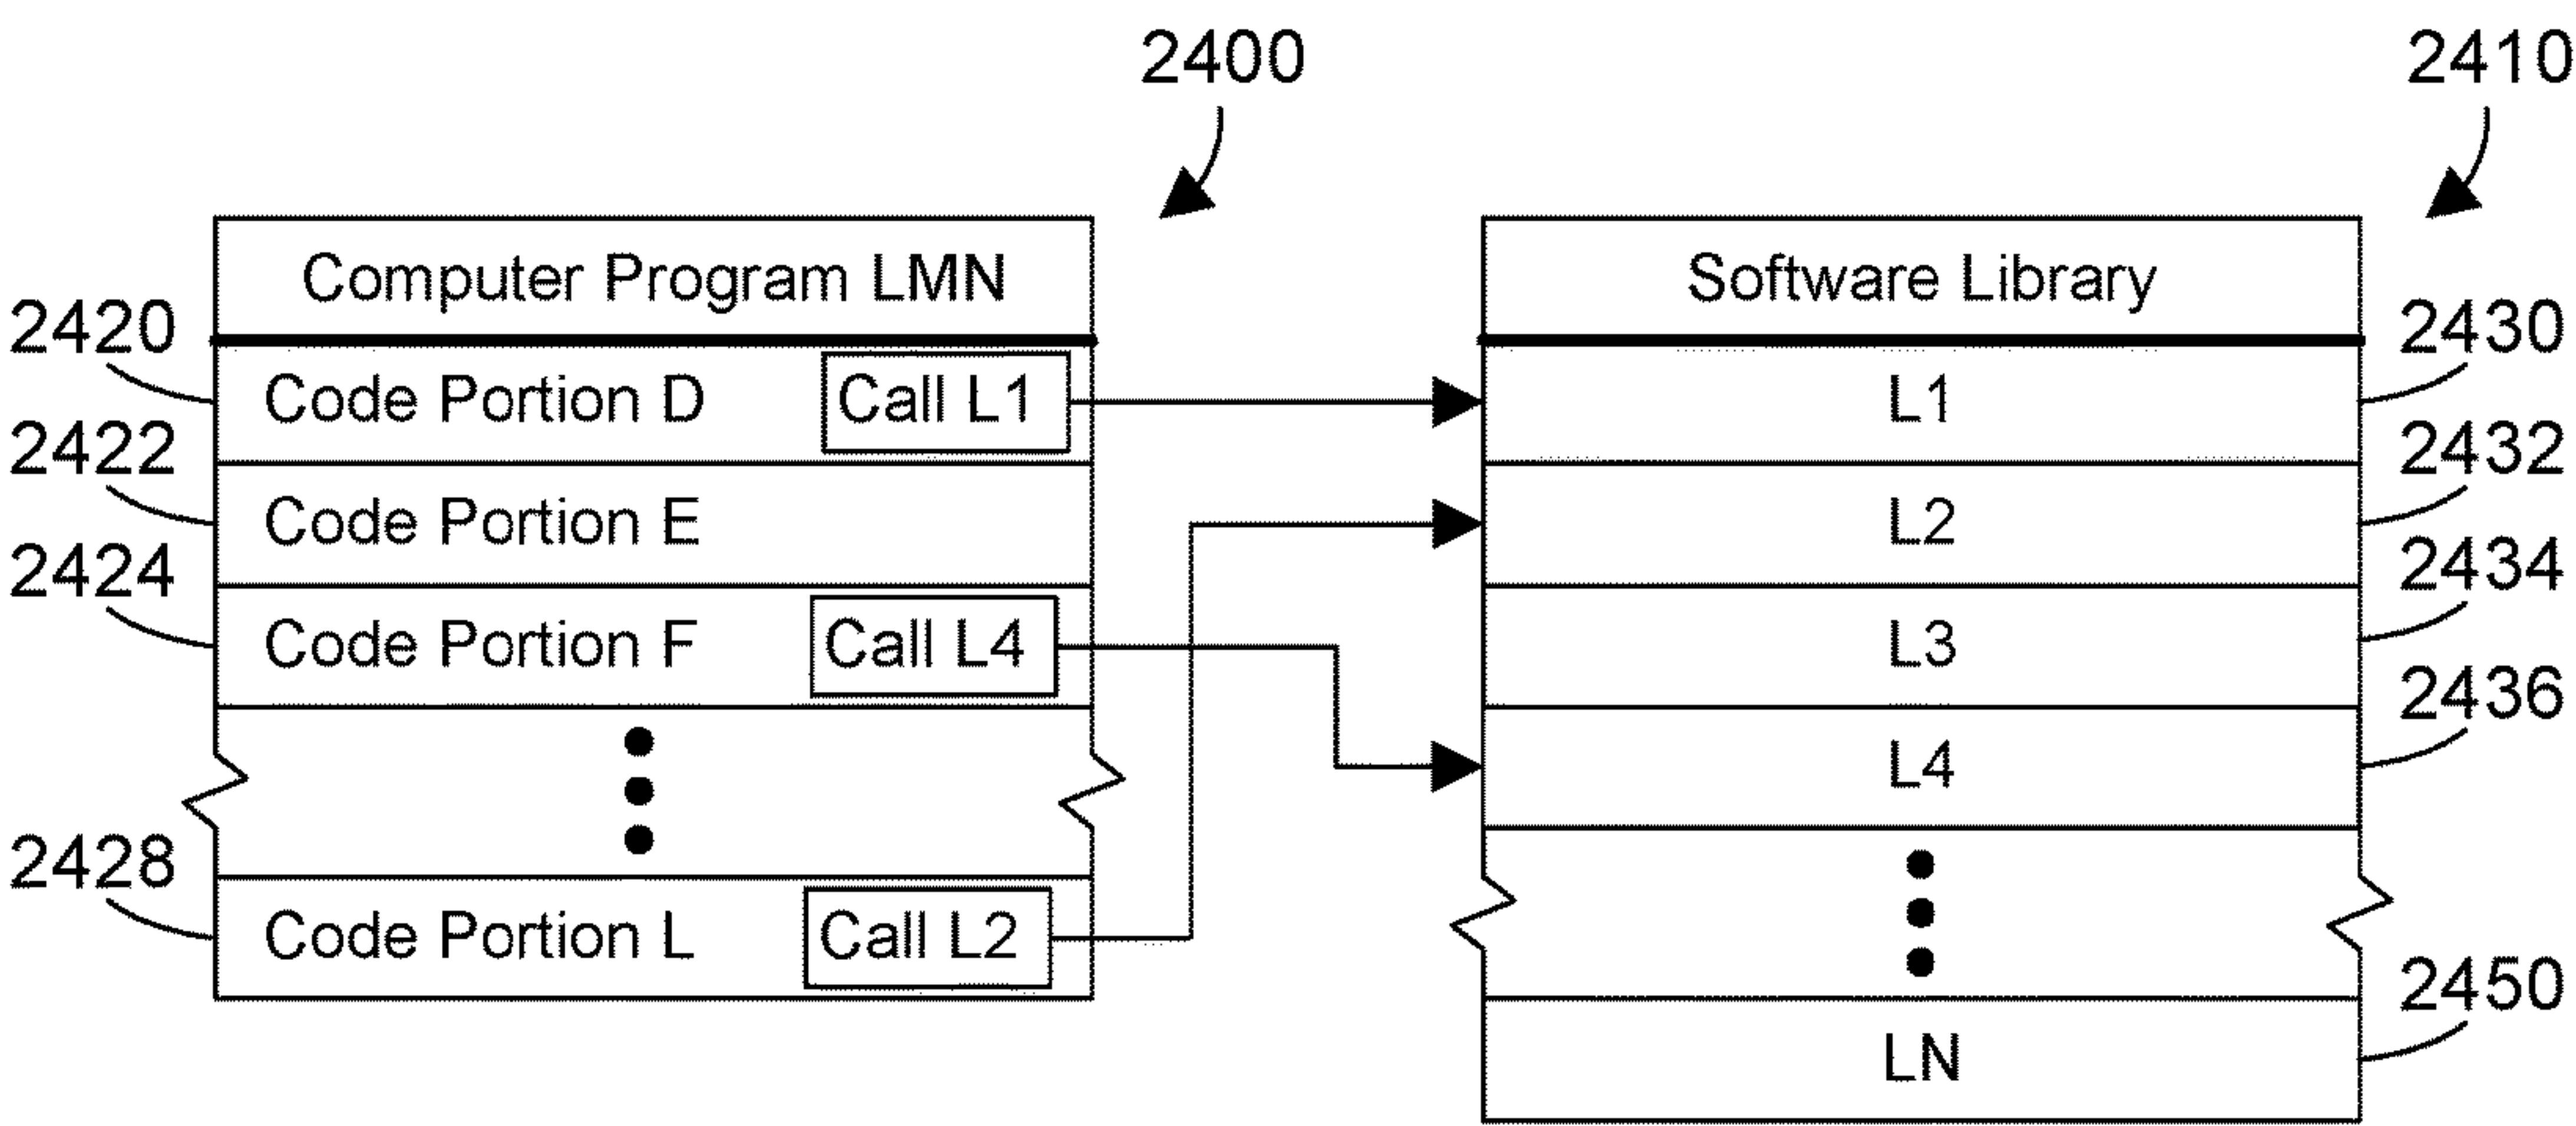 2400
2410
Computer Program LMN
2420
Code Portion D
Call L1
2422
Code Portion E
2424
Code Portion F
Call L4
2428
Code Portion L
Call L2
Software Library
2430
L1
2432
L2
2434
L3
2436
L4
2450
LN